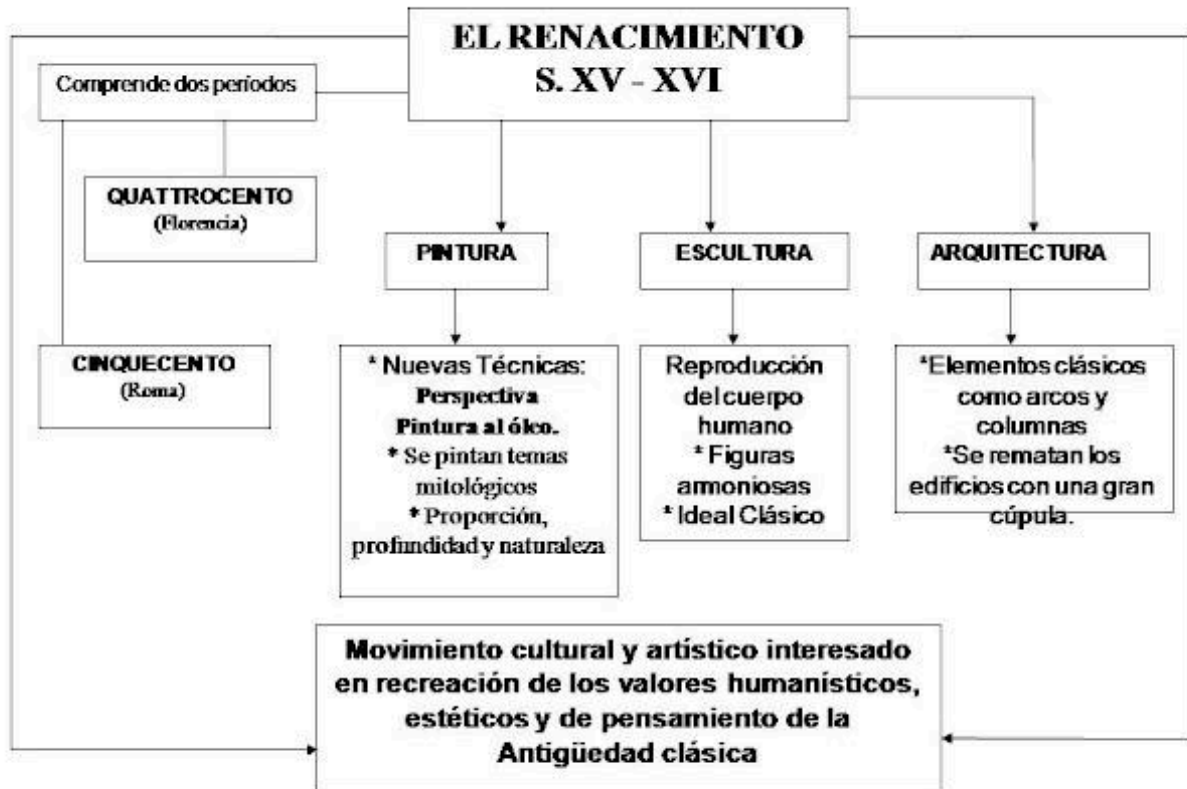 EL RENACIMIENTO
S. XV - XVI
Comprende dos períodos
QUATTROCENTO
(Florencia)
CINQUECENTO
(Roma)
PINTURA
* Nuevas Técnicas:
Perspectiva
Pintura al óleo.
* Se pintan temas
mitológicos
* Proporción,
profundidad y naturaleza
ESCULTURA
Reproducción
del cuerpo
humano
* Figuras
armoniosas
* Ideal Clásico
ARQUITECTURA
*Elementos clásicos
como arcos y
columnas
*Se rematan los
edificios con una gran
cúpula.
Movimiento cultural y artístico interesado
en recreación de los valores humanísticos,
estéticos y de pensamiento de la
Antigüedad clásica